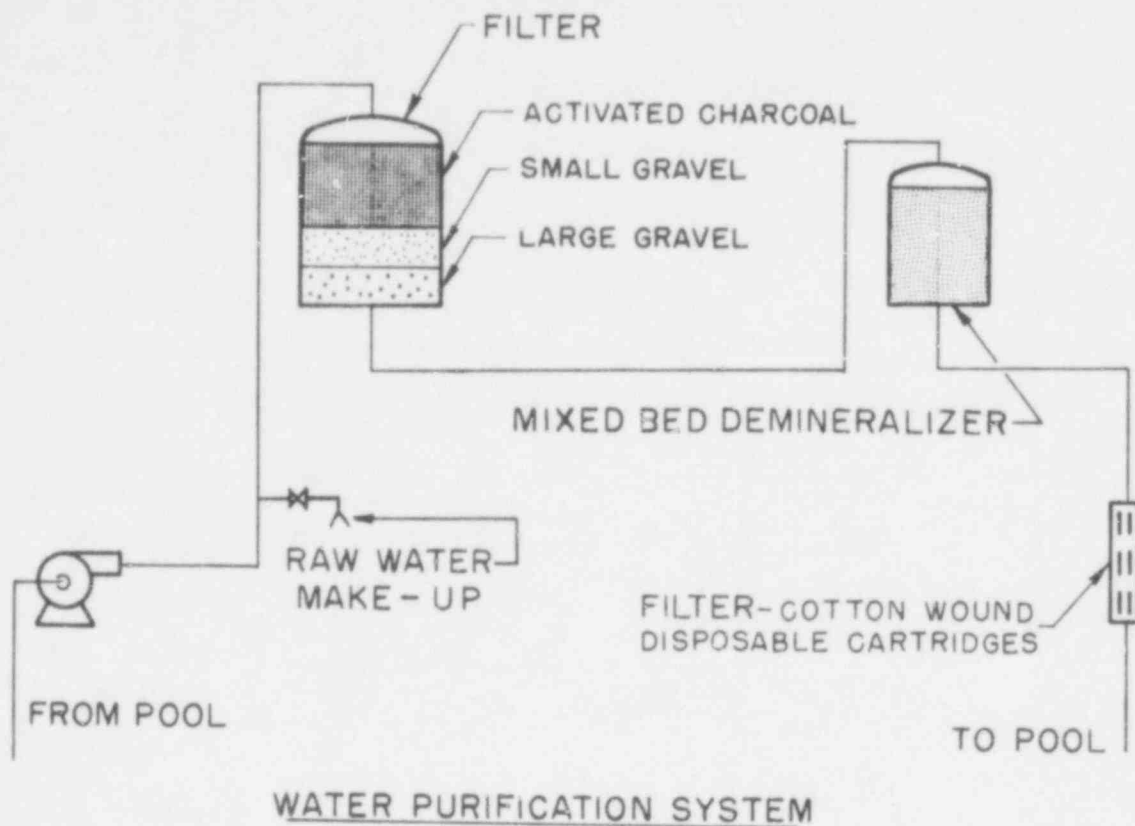 FILTER
ACTIVATED CHARCOAL
SMALL GRAVEL
LARGE GRAVEL
MIXED BED DEMINERALIZER
RAW WATER
MAKE-UP
FILTER-COTTON WOUND
DISPOSABLE CARTRIDGES
FROM POOL
TO POOL
WATER PURIFICATION SYSTEM